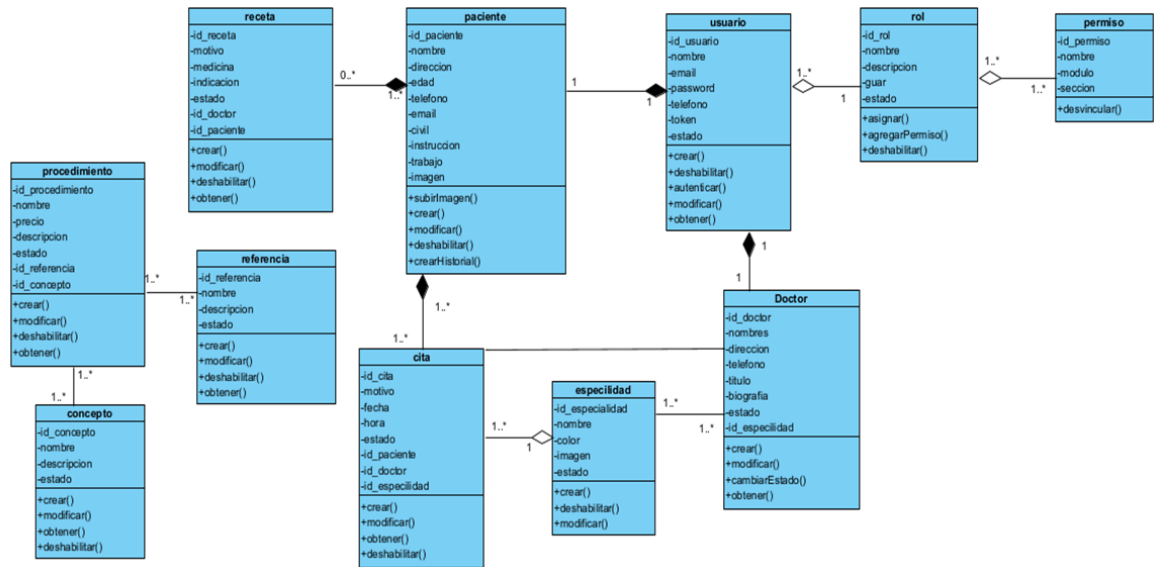 receta
-id_receta
-motivo
-medicina
-indicacion
-estado
-id_doctor
-id_paciente
+crear()
+modificar()
+deshabilitar()
+obtener()
0..*
1..*
paciente
-id_paciente
-nombre
-direccion
-edad
-telefono
-email
-civil
-instruccion
-trabajo
-imagen
+subirImagen()
+crear()
+modificar()
+deshabilitar()
+crearHistorial()
1
1
usuario
-id_usuario
-nombre
-email
-password
-telefono
-token
-estado
+crear()
+deshabilitar()
+autenticar()
+modificar()
+obtener()
1..*
1
rol
-id_rol
-nombre
-descripcion
-guar
-estado
+asignar()
+agregarPermiso()
+deshabilitar()
1..*
1..*
permiso
-id_permiso
-nombre
-modulo
-seccion
+desvincular()
procedimiento
-id_procedimiento
-nombre
-precio
-descripcion
-estado
-id_referencia
-id_concepto
+crear()
+modificar()
+deshabilitar()
+obtener()
1..*
1..*
referencia
-id_referencia
-nombre
-descripcion
-estado
+crear()
+modificar()
+deshabilitar()
+obtener()
1..*
1..*
concepto
-id_concepto
-nombre
-descripcion
-estado
+crear()
+modificar()
+obtener()
+deshabilitar()
1..*
1..*
cita
-id_cita
-motivo
-fecha
-hora
-estado
-id_paciente
-id_doctor
-id_especilidad
+crear()
+modificar()
+obtener()
+deshabilitar()
1..*
1
especilidad
-id_especialidad
-nombre
-color
-imagen
-estado
+crear()
+deshabilitar()
+modificar()
1..*
1..*
1
1
Doctor
-id_doctor
-nombres
-direccion
-telefono
-titulo
-biografia
-estado
-id_especilidad
+crear()
+modificar()
+cambiarEstado()
+obtener()